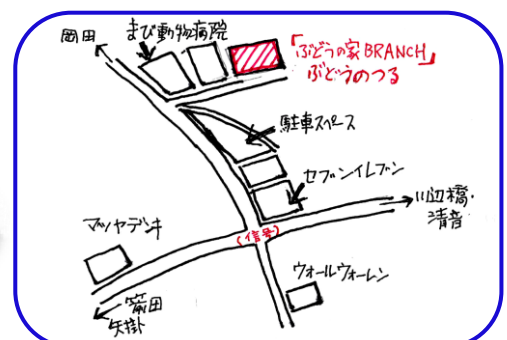 岡田
まび動物病院
「ぶどうの家BRANCH」
ぶどうのつる
駐車スペース
セブンイレブン
川辺橋・
清音
マツヤデンキ
(信号)
ウォールウォーレン
箭田
矢掛